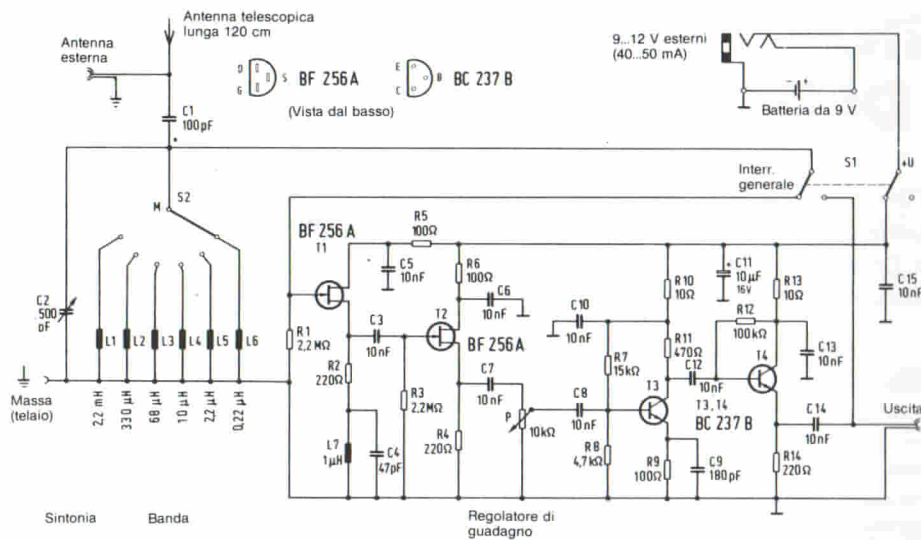 Antenna telescopica
lunga 120 cm
Antenna
esterna
D
G
S
BF 256 A
E
C
B
BC 237 B
(Vista dal basso)
9...12 V esterni
(40...50 mA)
- +
Batteria da 9 V
C1
100pF
Interr.
generale
S1
+U
M
S2
BF 256 A
T1
R5
100Ω
C5
10nF
R6
100Ω
C6
10nF
T2
BF 256A
C2
500
pF
L1
L2
L3
L4
L5
L6
2,2 mH
330 µH
68 µH
10 µH
2,2 µH
0,22 µH
Massa
(telaio)
R1
2,2 MΩ
R2
220Ω
C3
10nF
R3
2,2MΩ
L7
1µH
C4
47pF
R4
220Ω
C7
10nF
P
10kΩ
C8
10nF
C10
10nF
R7
15kΩ
R8
4,7kΩ
R10
10Ω
R11
470Ω
C12
10nF
T3
T3,T4
BC 237 B
R9
100Ω
C9
180pF
+
C11
10µF
16V
R12
100kΩ
R13
10Ω
T4
C13
10nF
C15
10nF
C14
10nF
R14
220Ω
Uscita
Sintonia
Banda
Regolatore di
guadagno